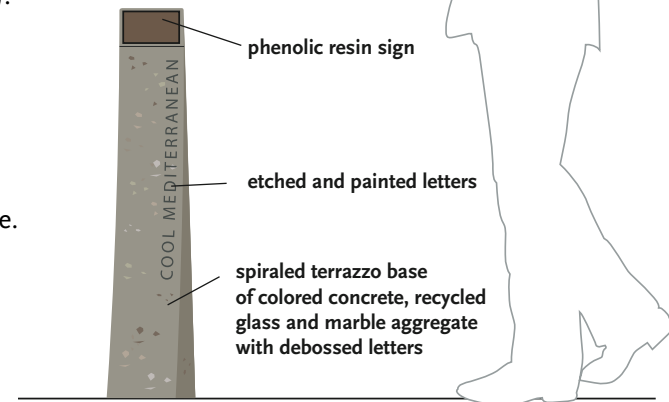 phenolic resin sign
COOL MEDITERRANEAN
etched and painted letters
e.
spiraled terrazzo base
of colored concrete, recycled
glass and marble aggregate
with debossed letters